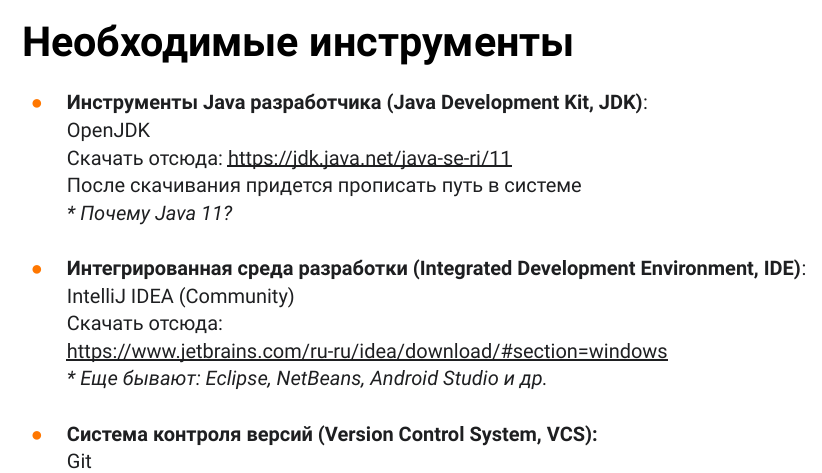 Необходимые инструменты
● Инструменты Java разработчика (Java Development Kit, JDK):
OpenJDK
Скачать отсюда: https://jdk.java.net/java-se-ri/11
После скачивания придется прописать путь в системе
* Почему Java 11?
● Интегрированная среда разработки (Integrated Development Environment, IDE):
IntelliJ IDEA (Community)
Скачать отсюда:
https://www.jetbrains.com/ru-ru/idea/download/#section=windows
* Еще бывают: Eclipse, NetBeans, Android Studio и др.
● Система контроля версий (Version Control System, VCS):
Git